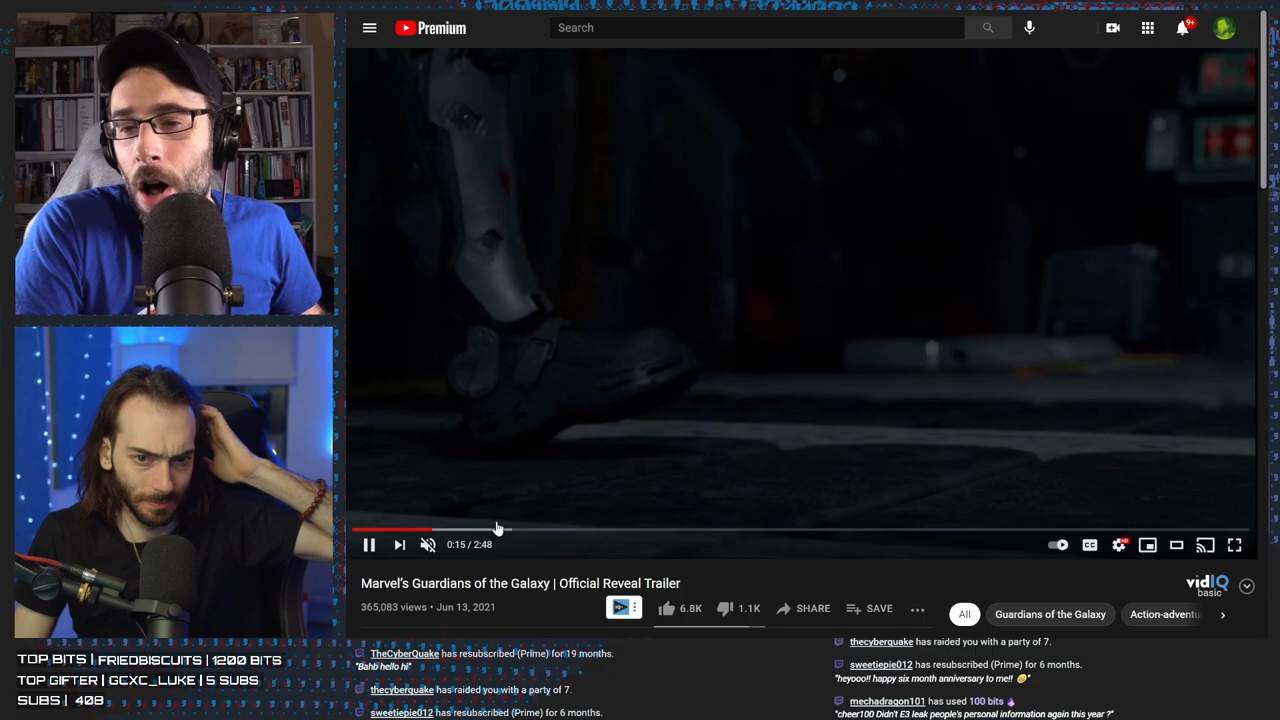 Premium
Search
9+
0:15 / 2:48
HD
Marvel's Guardians of the Galaxy | Official Reveal Trailer
365,083 views • Jun 13, 2021
6.8K
1.1K
SHARE
SAVE
vidIQ
basic
All
Guardians of the Galaxy
Action-adventu
TOP BITS | FRIEDBISCUITS | 1200 BITS
TOP GIFTER | GCXC_LUKE | 5 SUBS
SUBS | 408
TheCyberQuake has resubscribed (Prime) for 19 months.
"Bahb hello hi"
thecyberquake has raided you with a party of 7.
sweetiepie012 has resubscribed (Prime) for 6 months.
thecyberquake has raided you with a party of 7.
sweetiepie012 has resubscribed (Prime) for 6 months.
"heyooo!! happy six month anniversary to me!! 🥲"
mechadragon101 has used 100 bits
"cheer100 Didn't E3 leak people's personal information again this year ?"